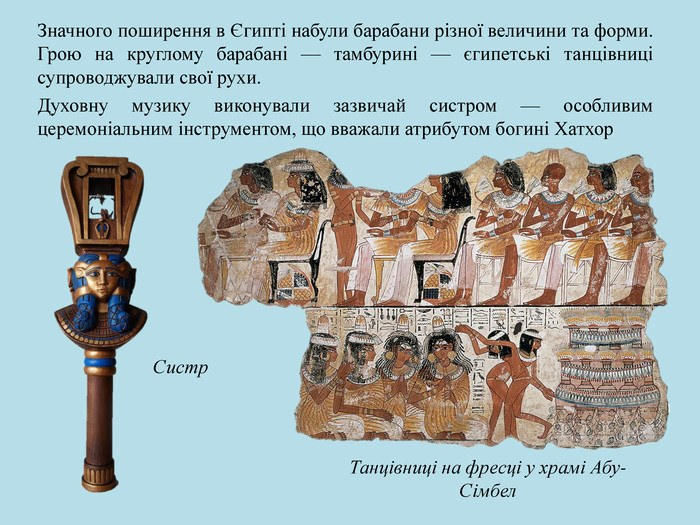 Значного поширення в Єгипті набули барабани різної величини та форми.
Грою на круглому барабані — тамбурині — єгипетські танцівниці
супроводжували свої рухи.
Духовну музику виконували зазвичай систром — особливим
церемоніальним інструментом, що вважали атрибутом богині Хатхор
Систр
Танцівниці на фресці у храмі Абу-
Сімбел